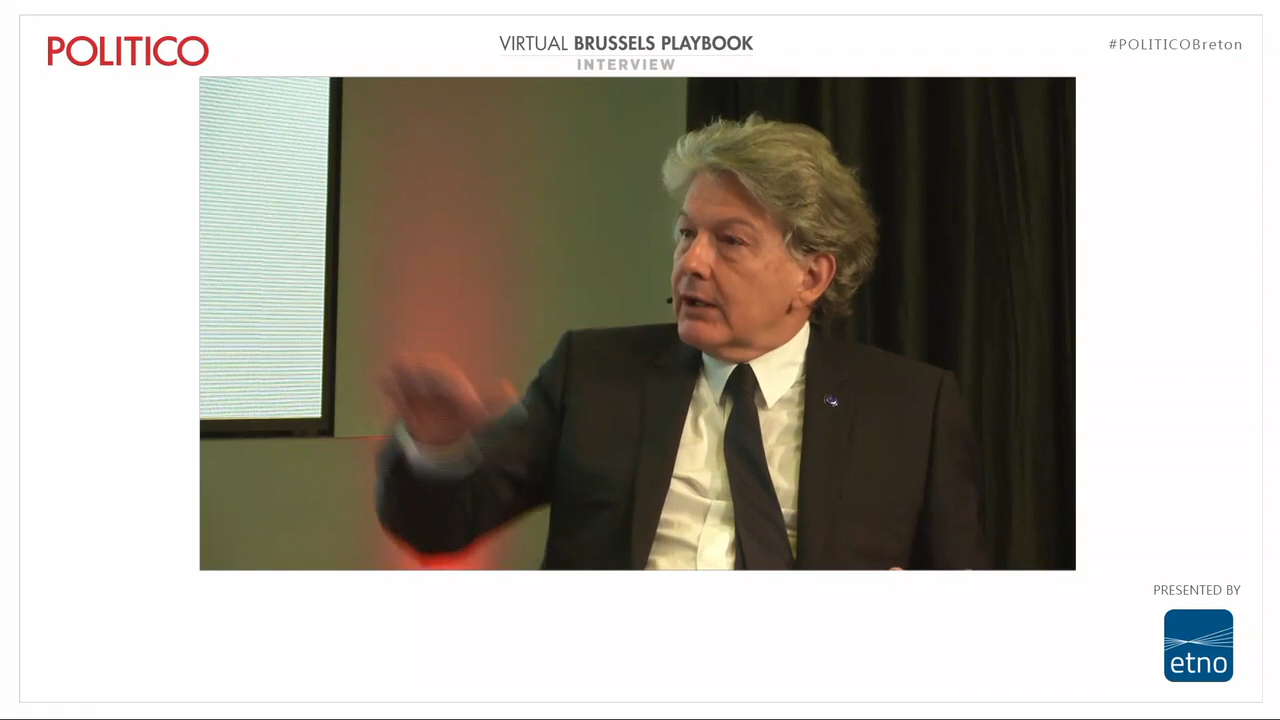 POLITICO
VIRTUAL BRUSSELS PLAYBOOK
INTERVIEW
#POLITICOBreton
PRESENTED BY
etno